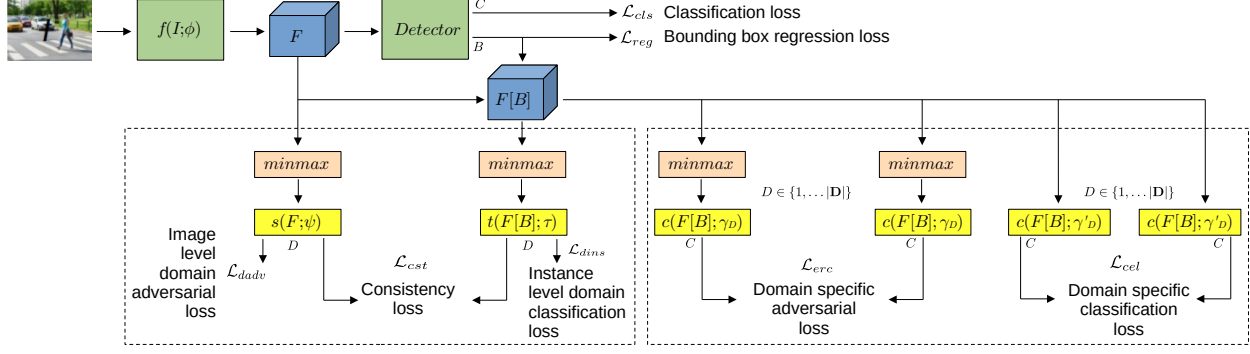 f(I;ϕ)
F
Detector
C
B
ℒcls Classification loss
ℒreg Bounding box regression loss
F[B]
minmax
minmax
minmax
minmax
D ∈ {1, … |D|}
D ∈ {1, … |D|}
s(F;ψ)
t(F[B];τ)
c(F[B];γD)
c(F[B];γD)
c(F[B];γ′D)
c(F[B];γ′D)
D
D
C
C
C
C
Image
level
domain
adversarial
loss
ℒdadv
ℒcst
Consistency
loss
ℒdins
Instance
level domain
classification
loss
ℒerc
Domain specific
adversarial
loss
ℒcel
Domain specific
classification
loss